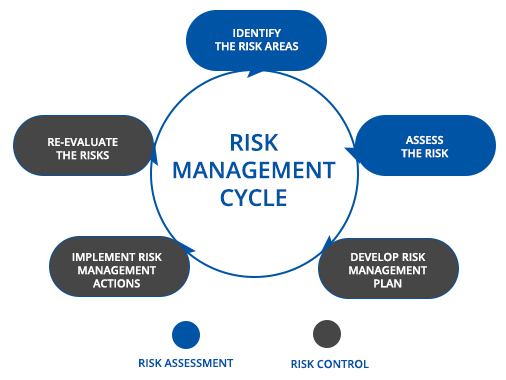 IDENTIFY
THE RISK AREAS
RE-EVALUATE
THE RISKS
RISK
MANAGEMENT
CYCLE
ASSESS
THE RISK
IMPLEMENT RISK
MANAGEMENT
ACTIONS
DEVELOP RISK
MANAGEMENT
PLAN
RISK ASSESSMENT
RISK CONTROL